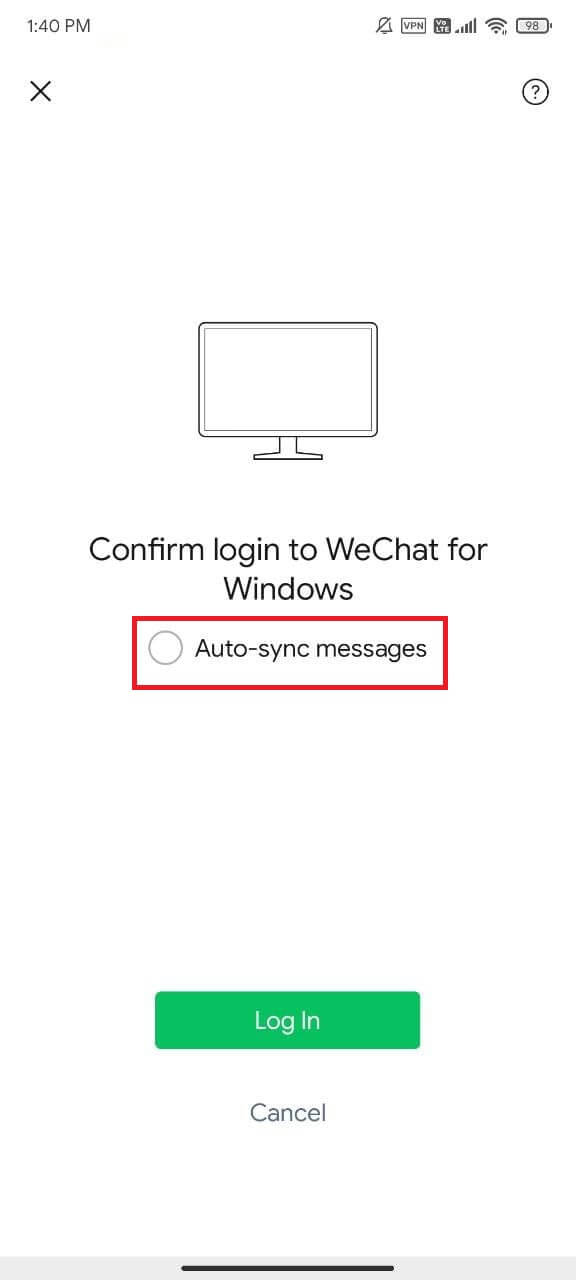 1:40 PM VPN Vo LTE 98
?
Confirm login to WeChat for
Windows
Auto-sync messages
Log In
Cancel